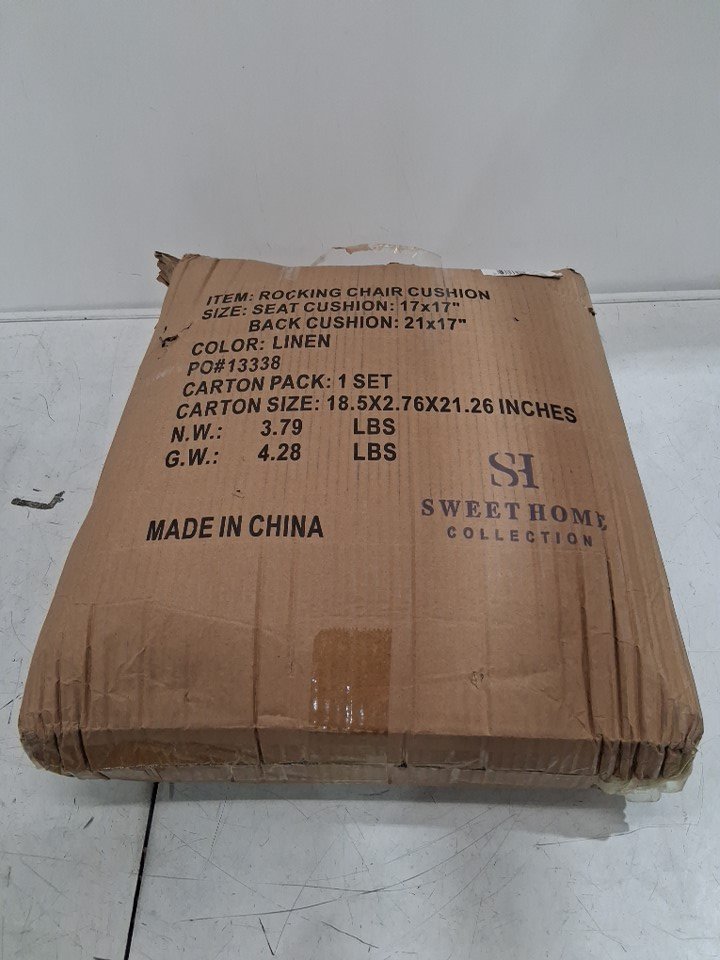 ITEM: ROCKING CHAIR CUSHION
SIZE: SEAT CUSHION: 17x17"
BACK CUSHION: 21x17"
COLOR: LINEN
PO#13338
CARTON PACK: 1 SET
CARTON SIZE: 18.5X2.76X21.26 INCHES
N.W.: 3.79 LBS
G.W.: 4.28 LBS
SH
SWEET HOME
COLLECTION
MADE IN CHINA